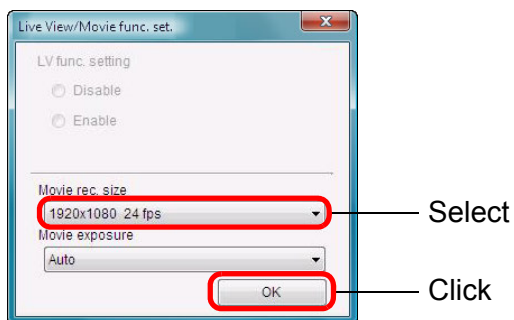 Live View/Movie func. set.
LV func. setting
Disable
Enable
Movie rec. size
1920x1080 24 fps
Select
Movie exposure
Auto
OK
Click